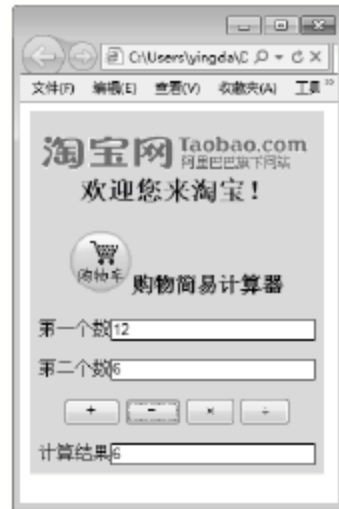 C:\Users\yingda\D
文件(F) 编辑(E) 查看(V) 收藏夹(A) 工具
淘宝网 Taobao.com
阿里巴巴旗下网站
欢迎您来淘宝！
购物车 购物简易计算器
第一个数 12
第二个数 6
+ - × ÷
计算结果 6